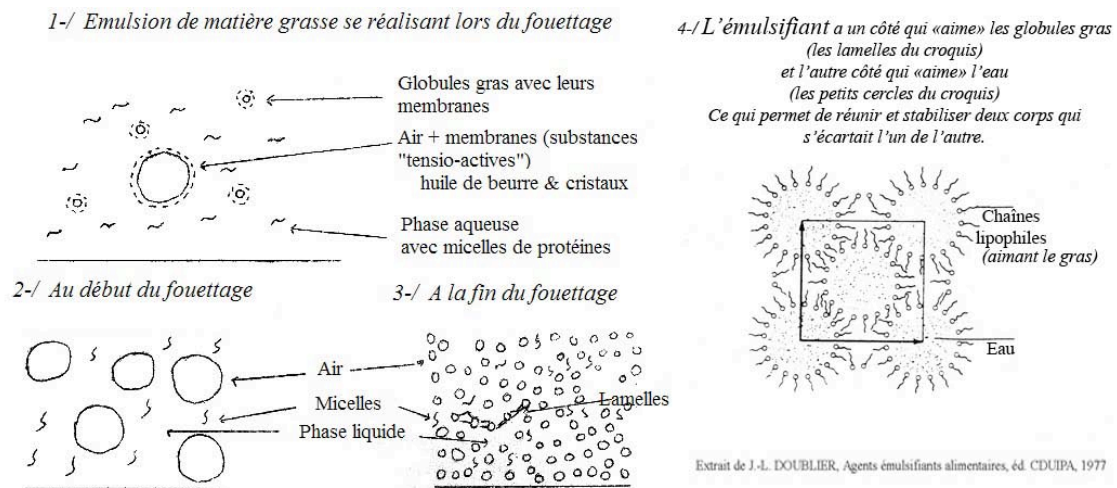 1-/ Emulsion de matière grasse se réalisant lors du fouettage
Globules gras avec leurs
membranes
Air + membranes (substances
"tensio-actives")
huile de beurre & cristaux
Phase aqueuse
avec micelles de protéines
2-/ Au début du fouettage
3-/ A la fin du fouettage
Air
Micelles
Phase liquide
Lamelles
4-/ L'émulsifiant a un côté qui «aime» les globules gras
(les lamelles du croquis)
et l'autre côté qui «aime» l'eau
(les petits cercles du croquis)
Ce qui permet de réunir et stabiliser deux corps qui
s'écartait l'un de l'autre.
Chaînes
lipophiles
(aimant le gras)
Eau
Extrait de J.-L. DOUBLIER, Agents émulsifiants alimentaires, éd. CDUIPA, 1977